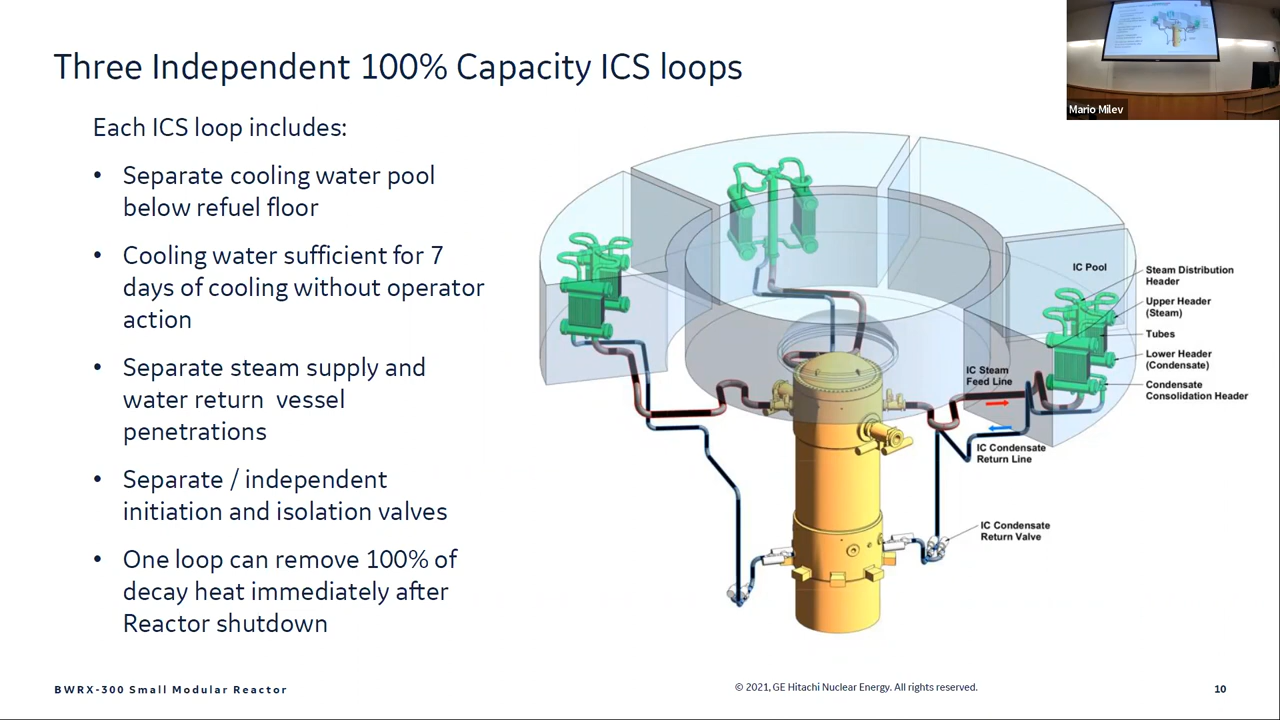 Three Independent 100% Capacity ICS loops
Mario Milev
Each ICS loop includes:
• Separate cooling water pool
below refuel floor
• Cooling water sufficient for 7
days of cooling without operator
action
• Separate steam supply and
water return vessel
penetrations
• Separate / independent
initiation and isolation valves
• One loop can remove 100% of
decay heat immediately after
Reactor shutdown
IC Pool
Steam Distribution
Header
Upper Header
(Steam)
Tubes
Lower Header
(Condensate)
Condensate
Consolidation Header
IC Steam
Feed Line
IC Condensate
Return Line
IC Condensate
Return Valve
BWRX-300 Small Modular Reactor
© 2021, GE Hitachi Nuclear Energy. All rights reserved.
10